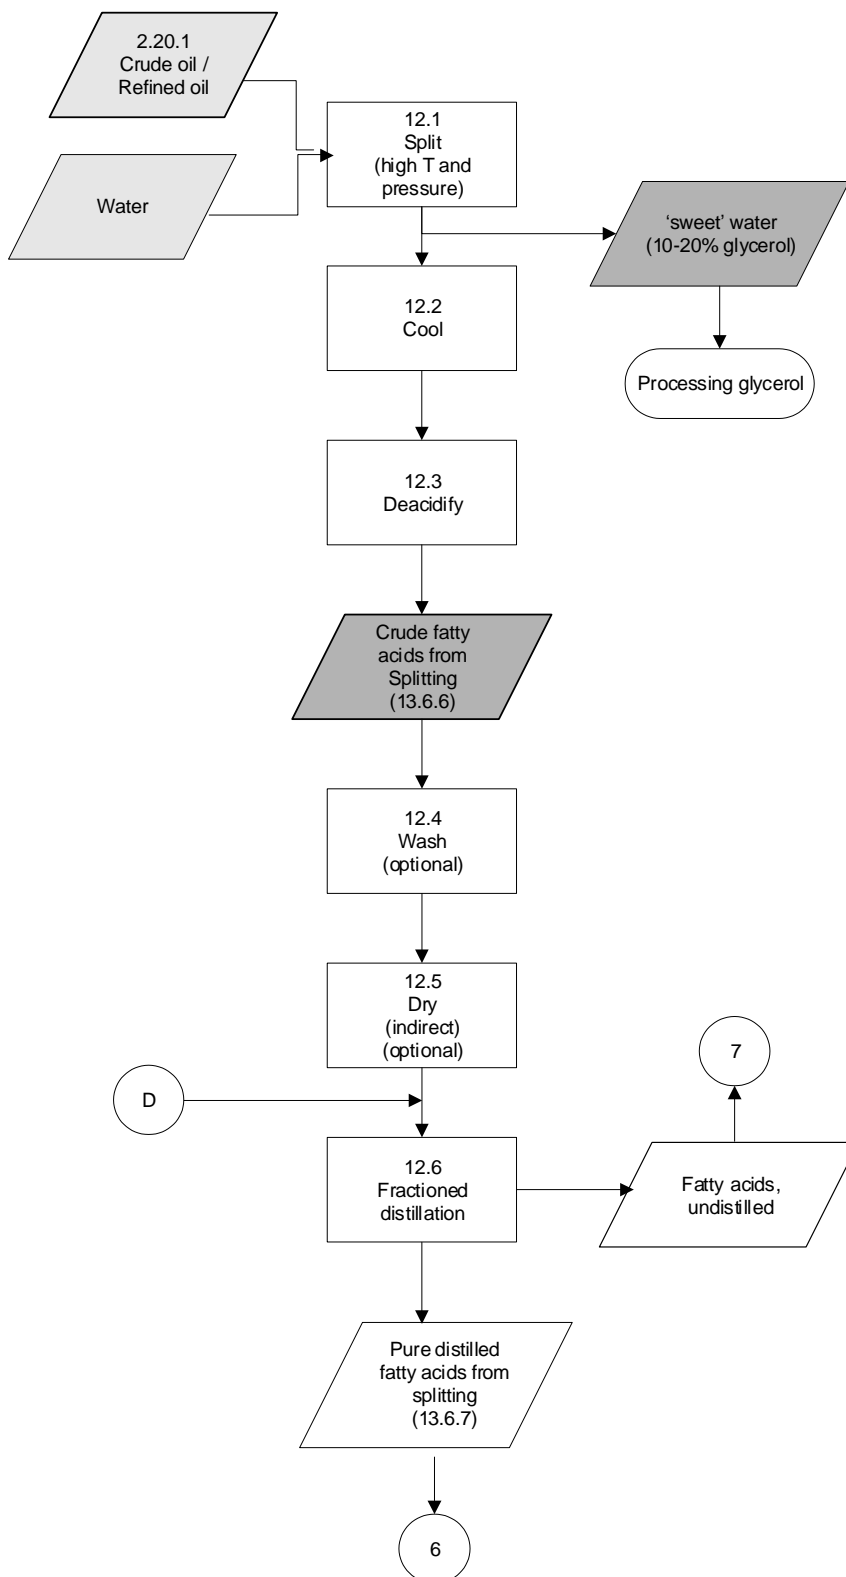 2.20.1
Crude oil /
Refined oil
12.1
Split
(high T and
pressure)
Water
'sweet' water
(10-20% glycerol)
12.2
Cool
Processing glycerol
12.3
Deacidify
Crude fatty
acids from
Splitting
(13.6.6)
12.4
Wash
(optional)
12.5
Dry
(indirect)
(optional)
7
D
12.6
Fractioned
distillation
Fatty acids,
undistilled
Pure distilled
fatty acids from
splitting
(13.6.7)
6